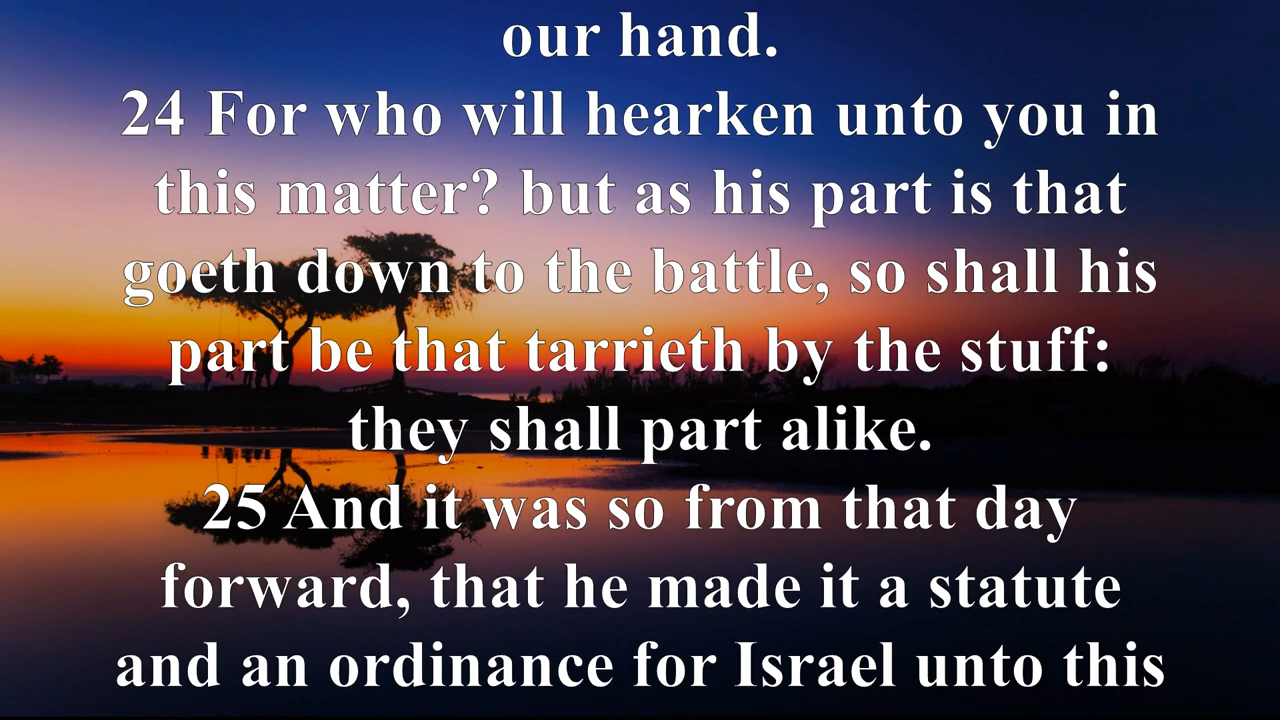 our hand.
24 For who will hearken unto you in
this matter? but as his part is that
goeth down to the battle, so shall his
part be that tarrieth by the stuff:
they shall part alike.
25 And it was so from that day
forward, that he made it a statute
and an ordinance for Israel unto this